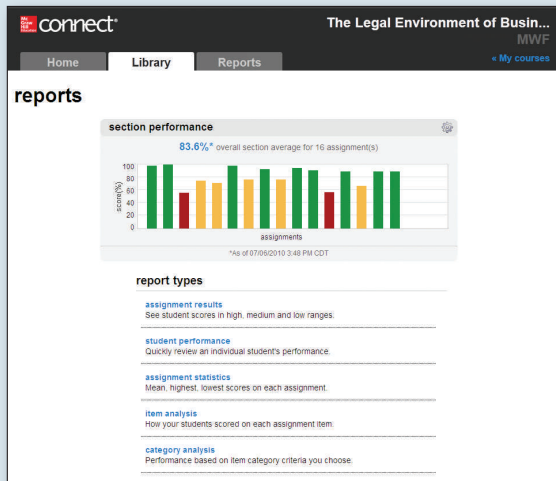 Mc
Graw
Hill
Education
connect®
The Legal Environment of Busin...
MWF
« My courses
Home
Library
Reports
reports
section performance
83.6%* overall section average for 16 assignment(s)
score(%)
100
80
60
40
20
0
assignments
*As of 07/09/2010 3:48 PM CDT
report types
assignment results
See student scores in high, medium and low ranges.
student performance
Quickly review an individual student's performance.
assignment statistics
Mean, highest, lowest scores on each assignment.
item analysis
How your students scored on each assignment item.
category analysis
Performance based on item category criteria you choose.